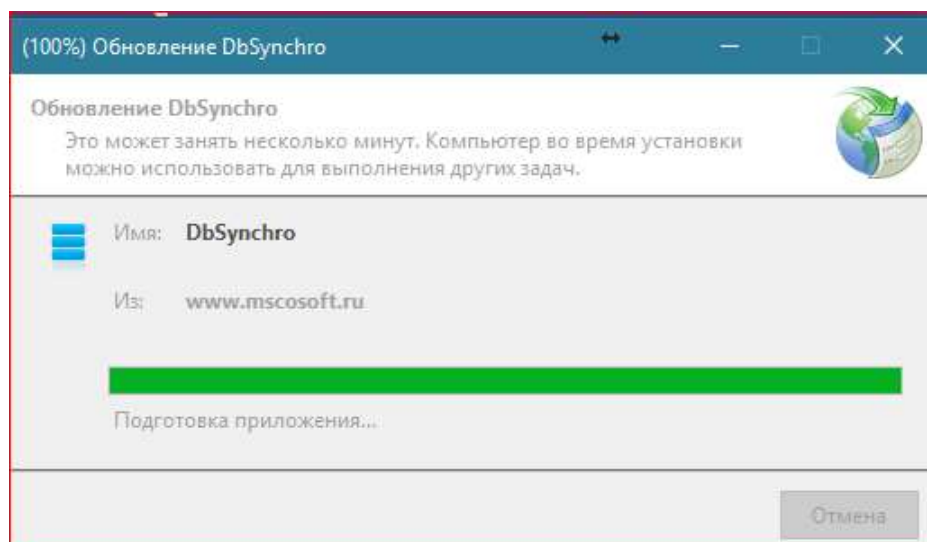 (100%) Обновление DbSynchro
Обновление DbSynchro
Это может занять несколько минут. Компьютер во время установки
можно использовать для выполнения других задач.
Имя: DbSynchro
Из: www.mscosoft.ru
Подготовка приложения...
Отмена